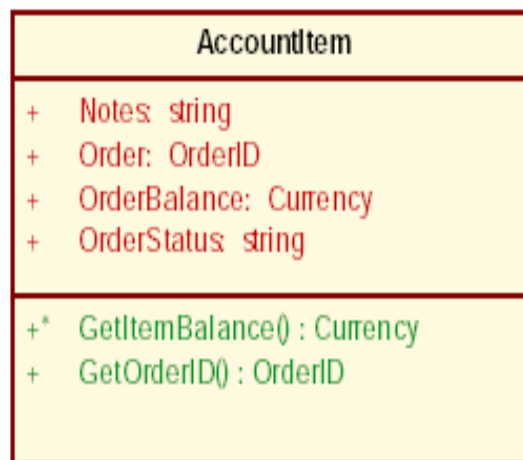 AccountItem
+ Notes: string
+ Order: OrderID
+ OrderBalance: Currency
+ OrderStatus: string
+* GetItemBalance() : Currency
+ GetOrderID() : OrderID